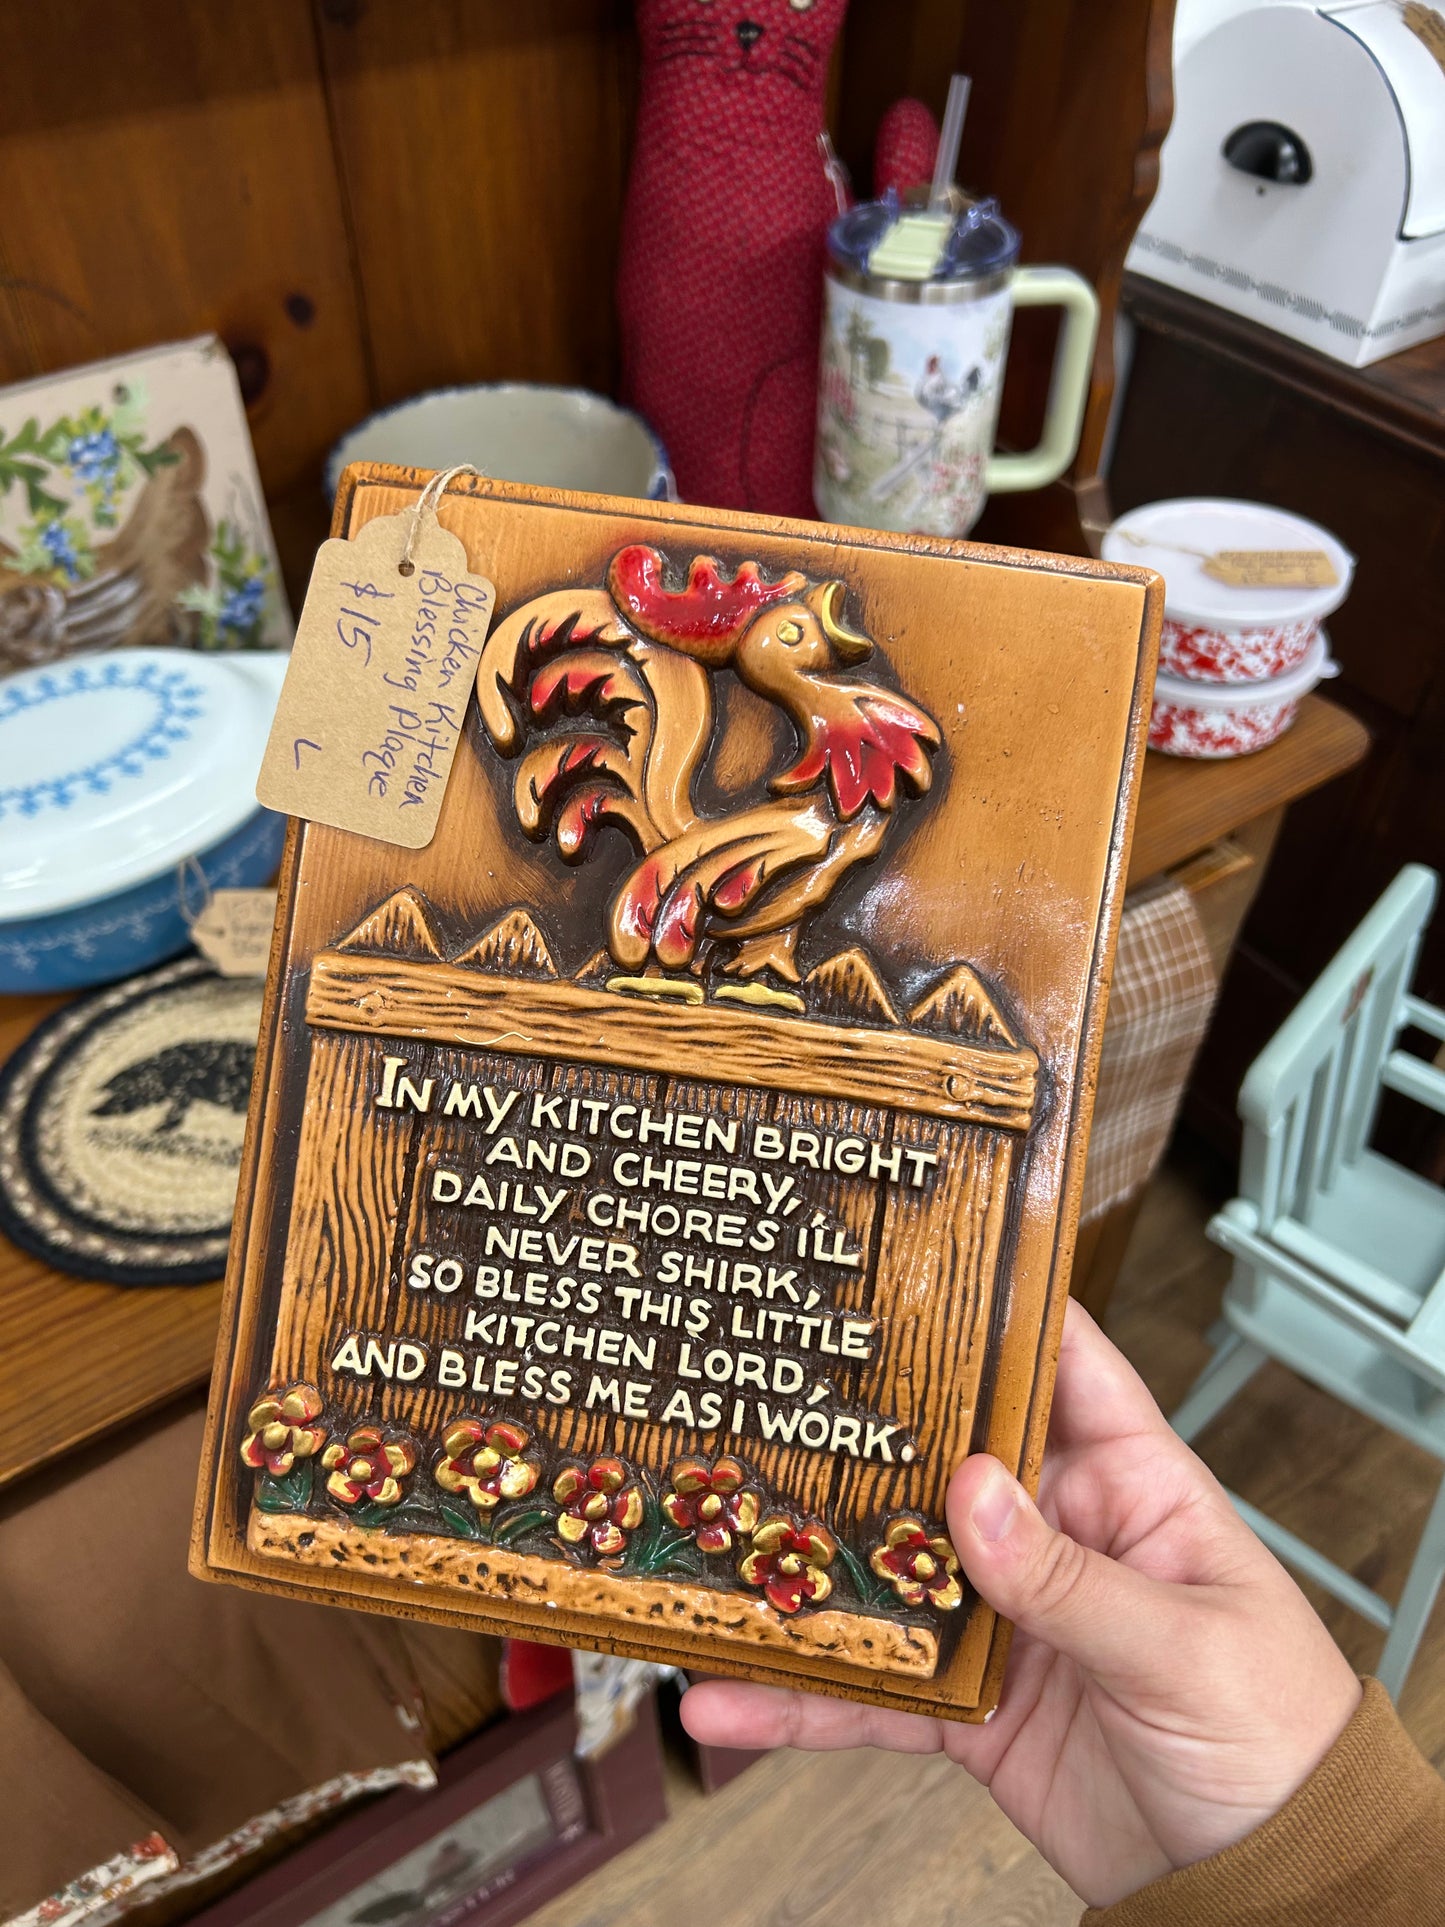 Chicken Kitchen
Blessing Plaque
$15
L
IN MY KITCHEN BRIGHT
AND CHEERY,
DAILY CHORES I'LL
NEVER SHIRK,
SO BLESS THIS LITTLE
KITCHEN LORD,
AND BLESS ME AS I WORK.